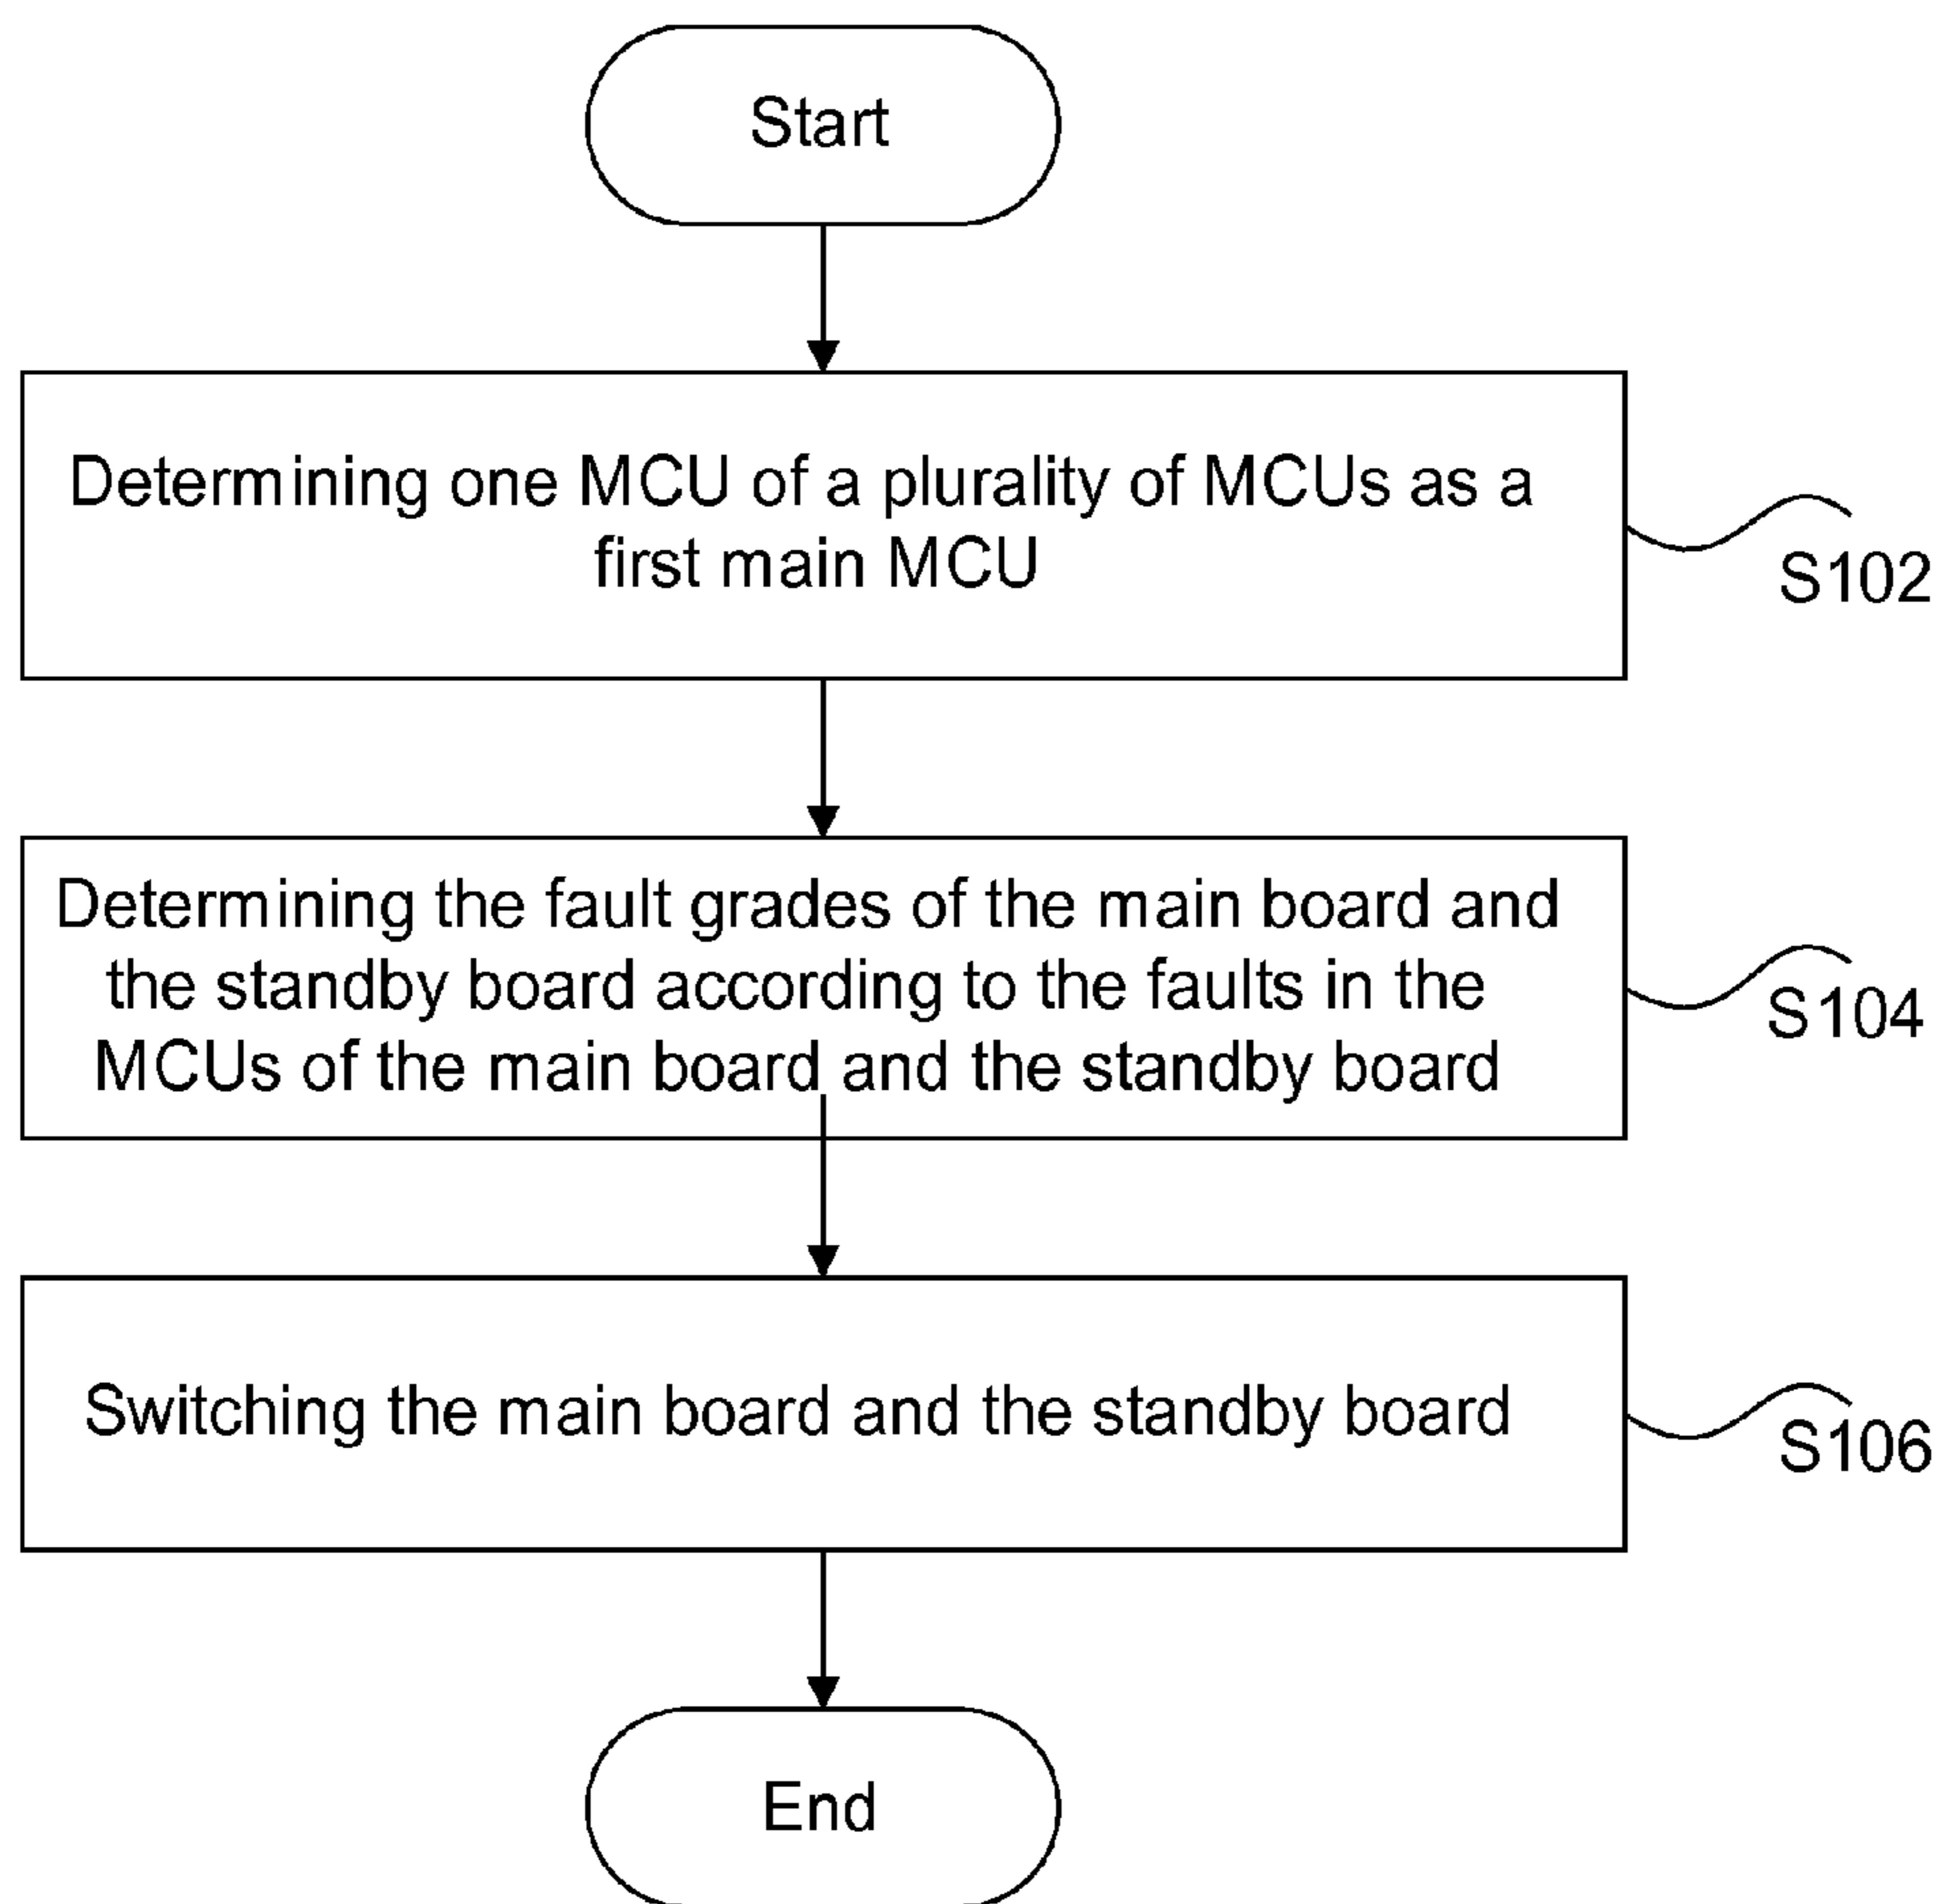 Start
Determining one MCU of a plurality of MCUs as a
first main MCU
S102
Determining the fault grades of the main board and
the standby board according to the faults in the
MCUs of the main board and the standby board
S104
Switching the main board and the standby board
S106
End